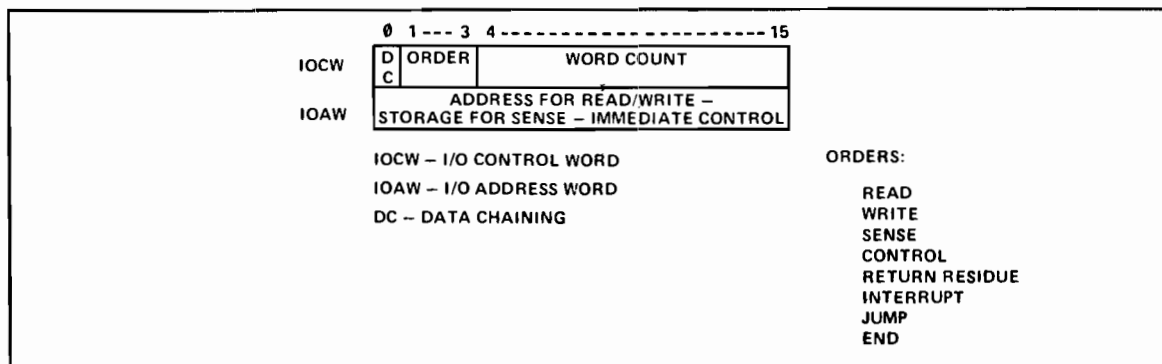 0 1 --- 3 4 ---------------------- 15
IOCW
D ORDER WORD COUNT
C
IOAW
ADDRESS FOR READ/WRITE –
STORAGE FOR SENSE – IMMEDIATE CONTROL
IOCW – I/O CONTROL WORD
IOAW – I/O ADDRESS WORD
DC – DATA CHAINING
ORDERS:
READ
WRITE
SENSE
CONTROL
RETURN RESIDUE
INTERRUPT
JUMP
END